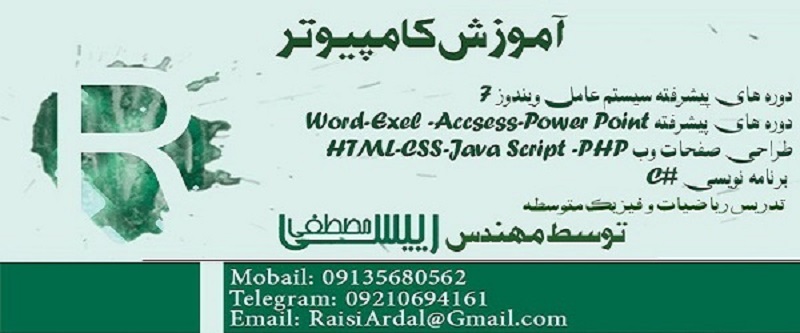 آموزش کامپیوتر
R
دوره های پیشرفته سیستم عامل ویندوز 7
دوره های پیشرفته Word-Exel -Accsess-Power Point
طراحی صفحات وب HTML-CSS-Java Script -PHP
برنامه نویسی C#
تدریس ریاضیات و فیزیک متوسطه
توسط مهندس رییسی مصطفی
Mobail: 09135680562
Telegram: 09210694161
Email: RaisiArdal@Gmail.com